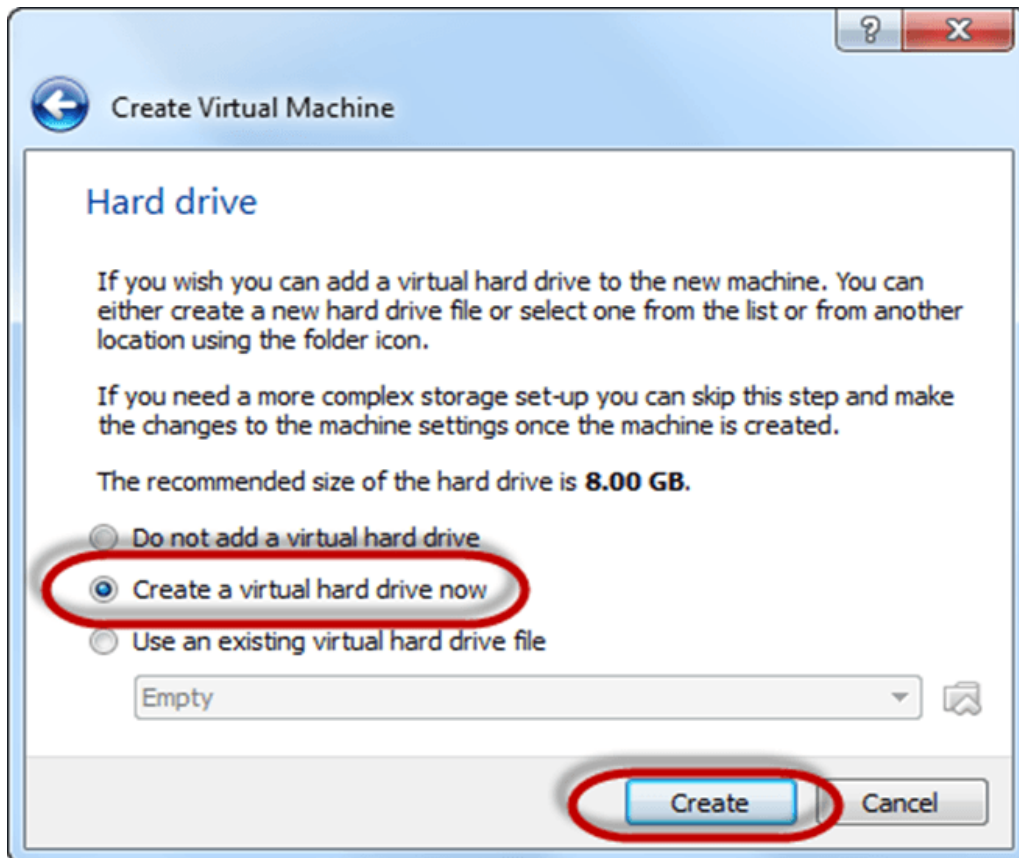 ?
X
Create Virtual Machine
Hard drive
If you wish you can add a virtual hard drive to the new machine. You can
either create a new hard drive file or select one from the list or from another
location using the folder icon.
If you need a more complex storage set-up you can skip this step and make
the changes to the machine settings once the machine is created.
The recommended size of the hard drive is 8.00 GB.
Do not add a virtual hard drive
Create a virtual hard drive now
Use an existing virtual hard drive file
Empty
Create Cancel